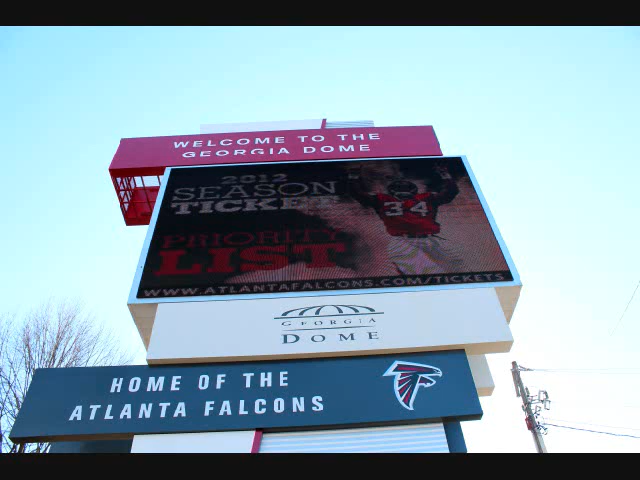 WELCOME TO THE
GEORGIA DOME
2012
SEASON
TICKET
PRIORITY
LIST
34
WWW.ATLANTAFALCONS.COM/TICKETS
GEORGIA
DOME
HOME OF THE
ATLANTA FALCONS